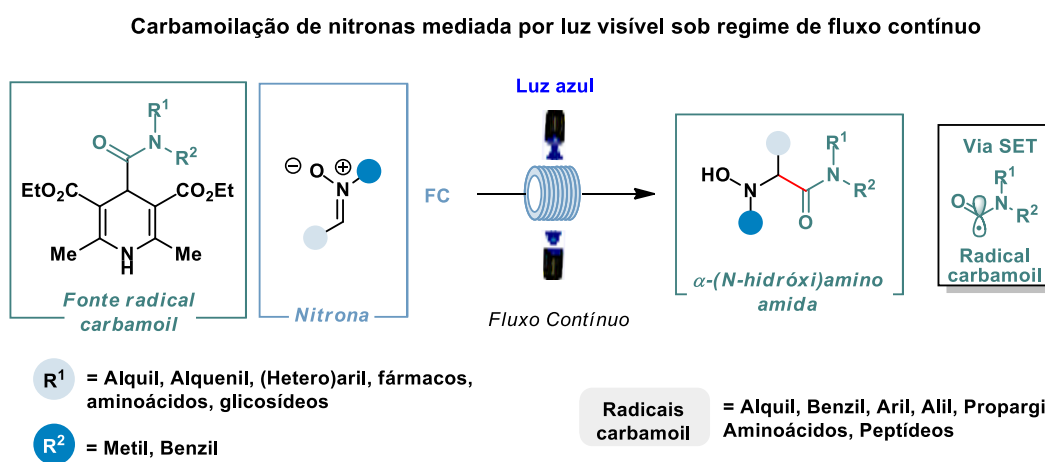 Carbamoilação de nitronas mediada por luz visível sob regime de fluxo contínuo
R¹
O N R²
EtO₂C CO₂Et
Me N H Me
Fonte radical
carbamoil
⊖ O ⊕ N
Nitrona
FC
Luz azul
Fluxo Contínuo
R¹
HO N N R²
O
α-(N-hidróxi)amino
amida
Via SET
R¹
O N R²
Radical
carbamoil
R¹ = Alquil, Alquenil, (Hetero)aril, fármacos,
aminoácidos, glicosídeos
R² = Metil, Benzil
Radicais
carbamoil
= Alquil, Benzil, Aril, Alil, Propargi
Aminoácidos, Peptídeos